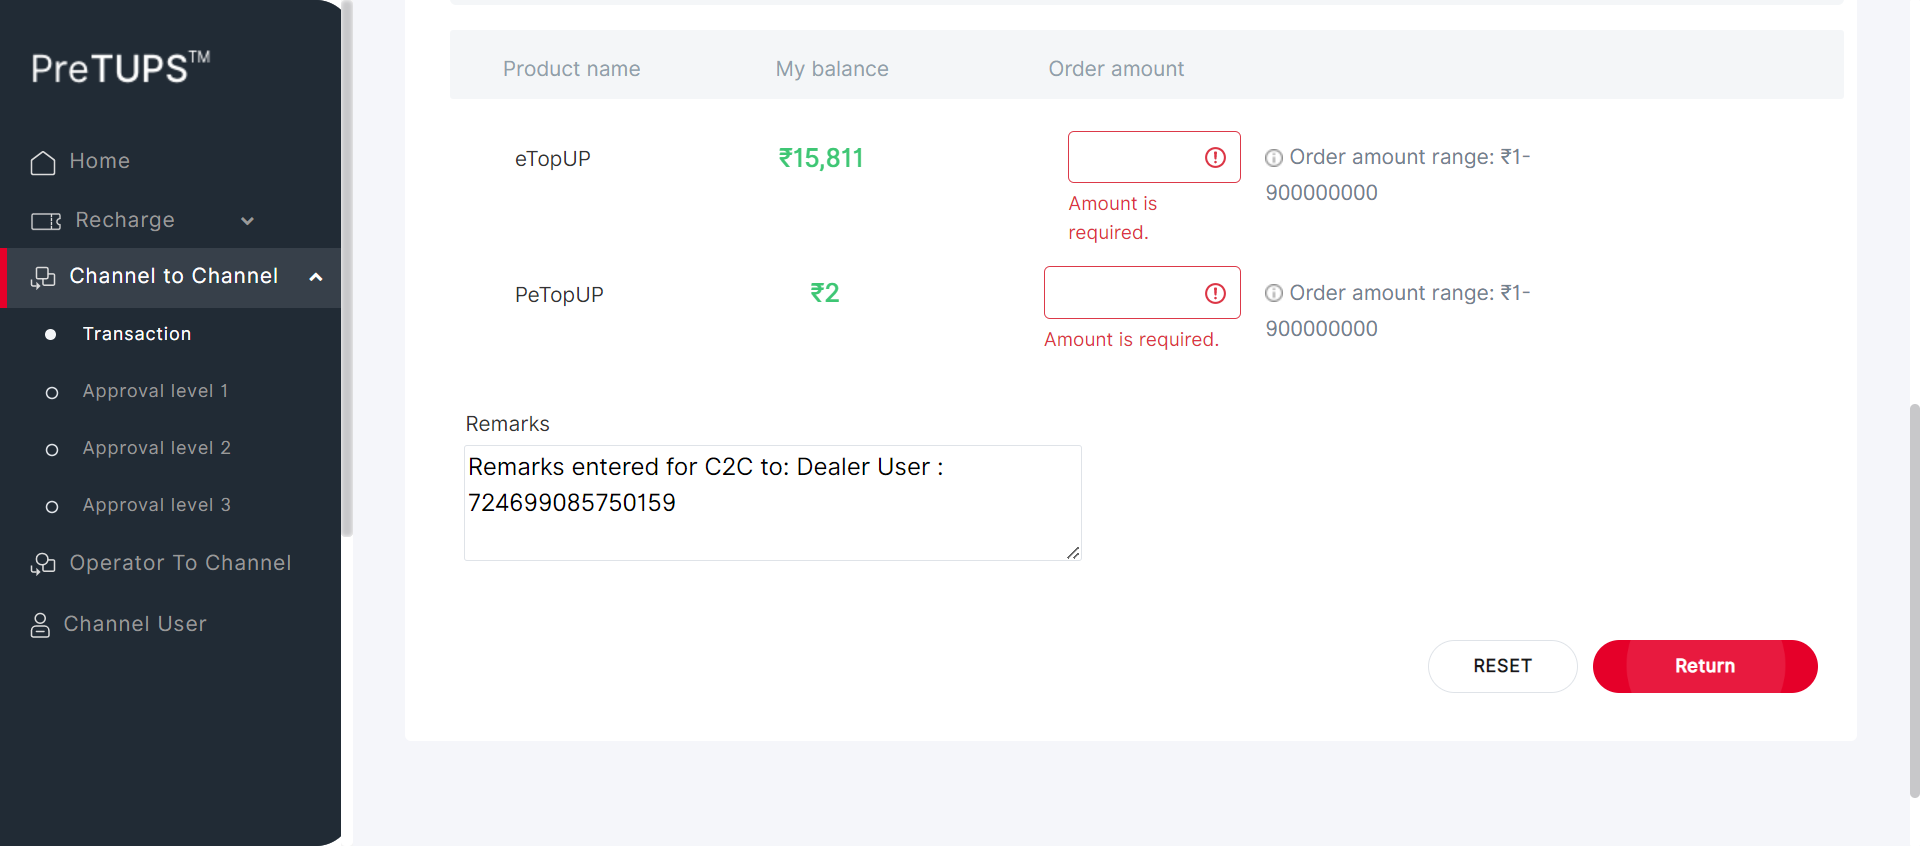 PreTUPS™
Home
Recharge
Channel to Channel
Transaction
Approval level 1
Approval level 2
Approval level 3
Operator To Channel
Channel User
Product name My balance Order amount
eTopUP ₹15,811 Order amount range: ₹1-
900000000
Amount is
required.
PeTopUP ₹2 Order amount range: ₹1-
900000000
Amount is required.
Remarks
Remarks entered for C2C to: Dealer User :
724699085750159
RESET Return